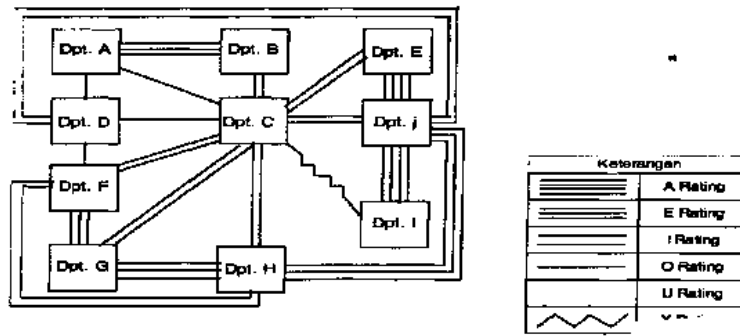 Dpt. A
Dpt. B
Dpt. E
Dpt. D
Dpt. C
Dpt. j
Dpt. F
Dpt. I
Dpt. G
Dpt. H
Keterangan
A Rating
E Rating
I Rating
O Rating
U Rating